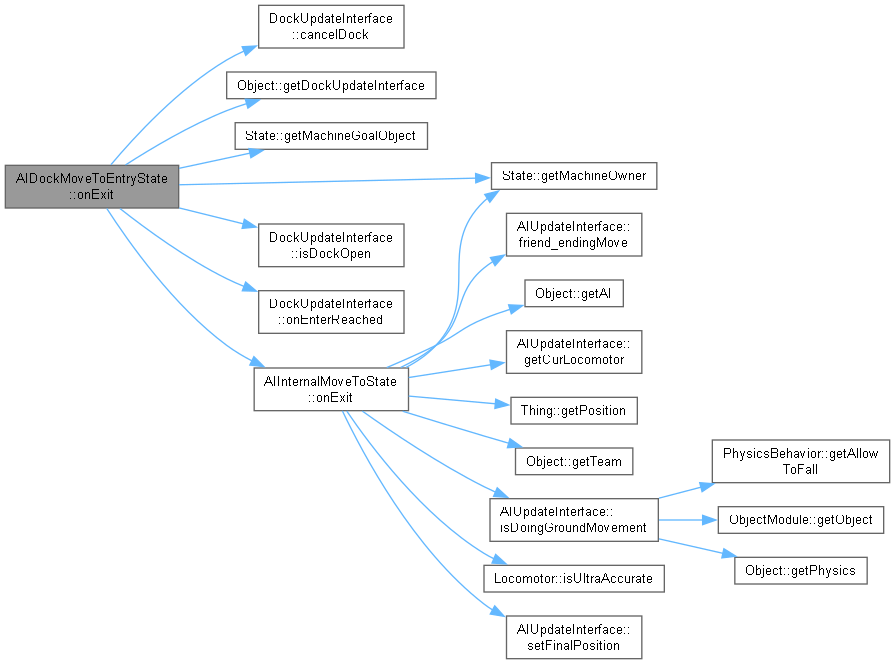 DockUpdateInterface
::cancelDock
Object::getDockUpdateInterface
State::getMachineGoalObject
AIDockMoveToEntryState
::onExit
State::getMachineOwner
DockUpdateInterface
::isDockOpen
DockUpdateInterface
::onEnterReached
AIInternalMoveToState
::onExit
AIUpdateInterface::
friend_endingMove
Object::getAI
AIUpdateInterface::
getCurLocomotor
Thing::getPosition
Object::getTeam
AIUpdateInterface::
isDoingGroundMovement
Locomotor::isUltraAccurate
AIUpdateInterface::
setFinalPosition
PhysicsBehavior::getAllow
ToFall
ObjectModule::getObject
Object::getPhysics